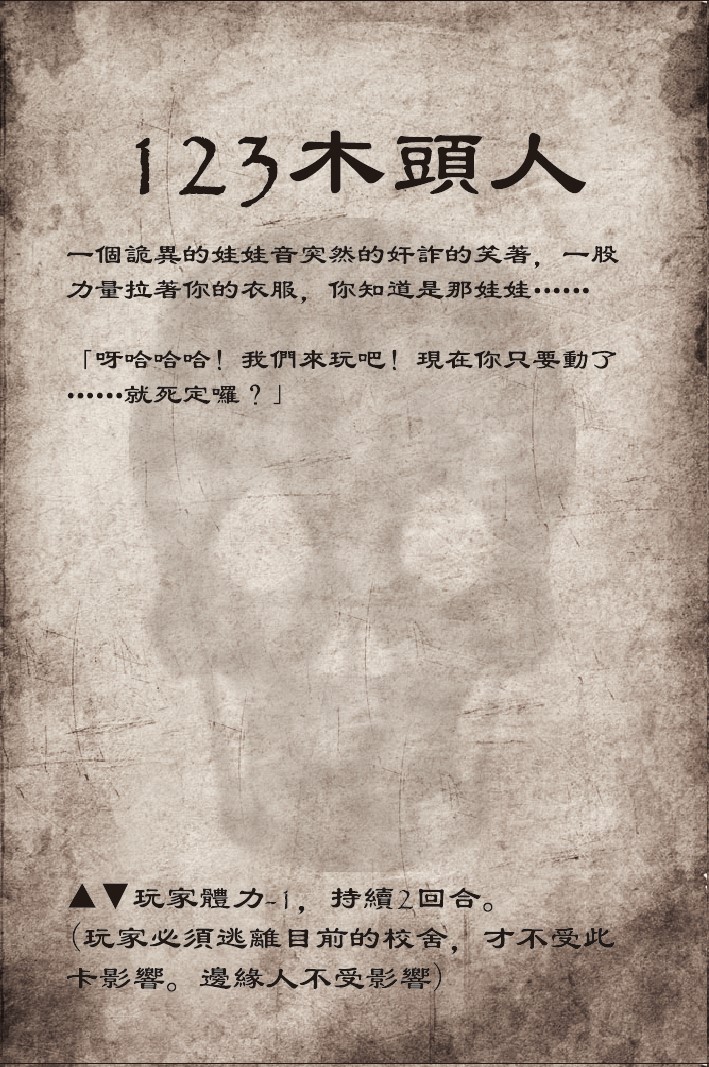 123木頭人
一個詭異的娃娃音突然的奸詐的笑著，一股
力量拉著你的衣服，你知道是那娃娃……
「呀哈哈哈！我們來玩吧！現在你只要動了
……就死定囉？」
▲▼玩家體力-1，持續2回合。
(玩家必須逃離目前的校舍，才不受此
卡影響。邊緣人不受影響)